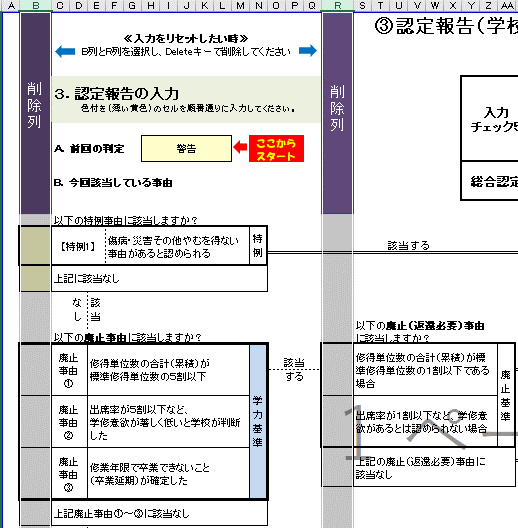 A B C D E F G H I J K L M N O P Q R S T U V W X Y Z AA
削除列
≪入力をリセットしたい時≫
B列とR列を選択し、Deleteキーで削除してください
3. 認定報告の入力
色付き(薄い黄色)のセルを順番通りに入力してください。
A. 前回の判定
警告
ここから
スタート
B. 今回該当している事由
以下の特例事由に該当しますか?
【特例1】
傷病・災害その他やむを得ない
事由があると認められる
特例
上記に該当なし
なし
該当
以下の廃止事由に該当しますか?
廃止
事由
①
修得単位数の合計(累積)が
標準修得単位数の5割以下
廃止
事由
②
出席率が5割以下など、
学修意欲が著しく低いと学校が判断
した
廃止
事由
③
修業年限で卒業できないこと
(卒業延期)が確定した
学力基準
上記廃止事由①~③に該当なし
該当
する
削除列
③認定報告(学校
入力
チェック
総合認定
該当する
以下の廃止(返還必要)事由
に該当しますか?
修得単位数の合計(累積)が標
準修得単位数の1割以下である
場合
出席率が1割以下など、学修意
欲があるとは認められない場合
廃止基準
上記の廃止(返還必要)事由に
該当なし
1 ペー